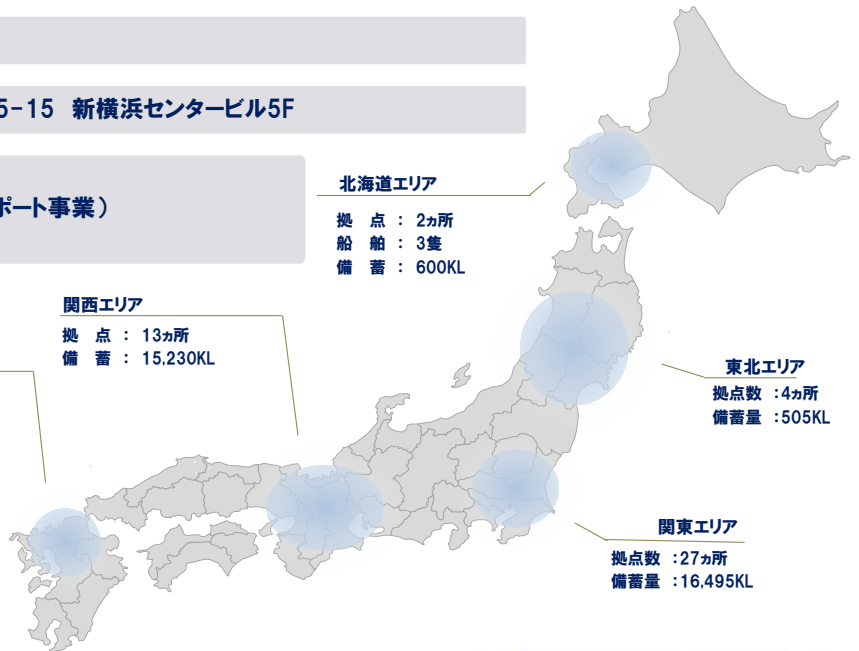 5-15 新横浜センタービル5F
ポート事業）
北海道エリア
拠 点 ： 2ヵ所
船 舶 ： 3隻
備 蓄 ： 600KL
関西エリア
拠 点 ： 13ヵ所
備 蓄 ： 15,230KL
東北エリア
拠点数 ：4ヵ所
備蓄量 ：505KL
関東エリア
拠点数 ：27ヵ所
備蓄量 ：16,495KL